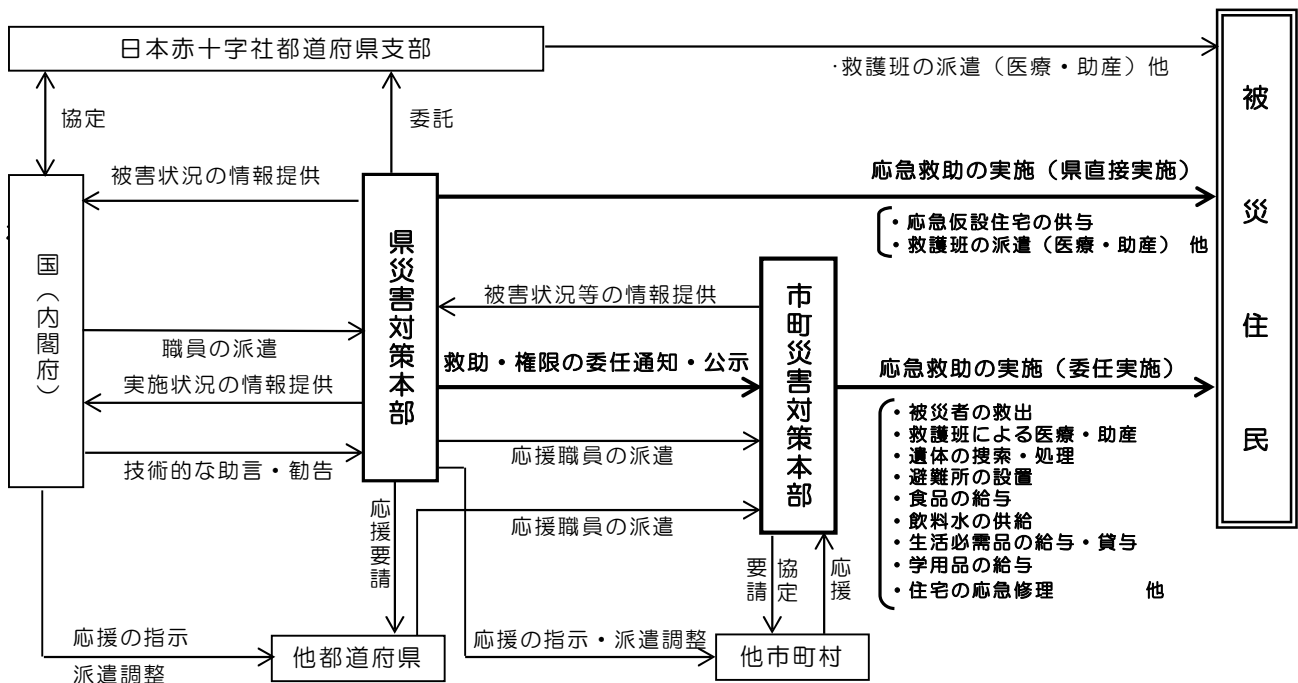 日本赤十字社都道府県支部
・救護班の派遣（医療・助産）他
協定
委託
被害状況の情報提供
応急救助の実施（県直接実施）
・応急仮設住宅の供与
・救護班の派遣（医療・助産） 他
被災住民
国（内閣府）
県災害対策本部
市町災害対策本部
被害状況等の情報提供
職員の派遣
救助・権限の委任通知・公示
応急救助の実施（委任実施）
実施状況の情報提供
・被災者の救出
・救護班による医療・助産
・遺体の捜索・処理
・避難所の設置
・食品の給与
・飲料水の供給
・生活必需品の給与・貸与
・学用品の給与
・住宅の応急修理 他
技術的な助言・勧告
応援職員の派遣
応援要請
応援職員の派遣
要請
協定
応援
応援の指示
派遣調整
他都道府県
応援の指示・派遣調整
他市町村